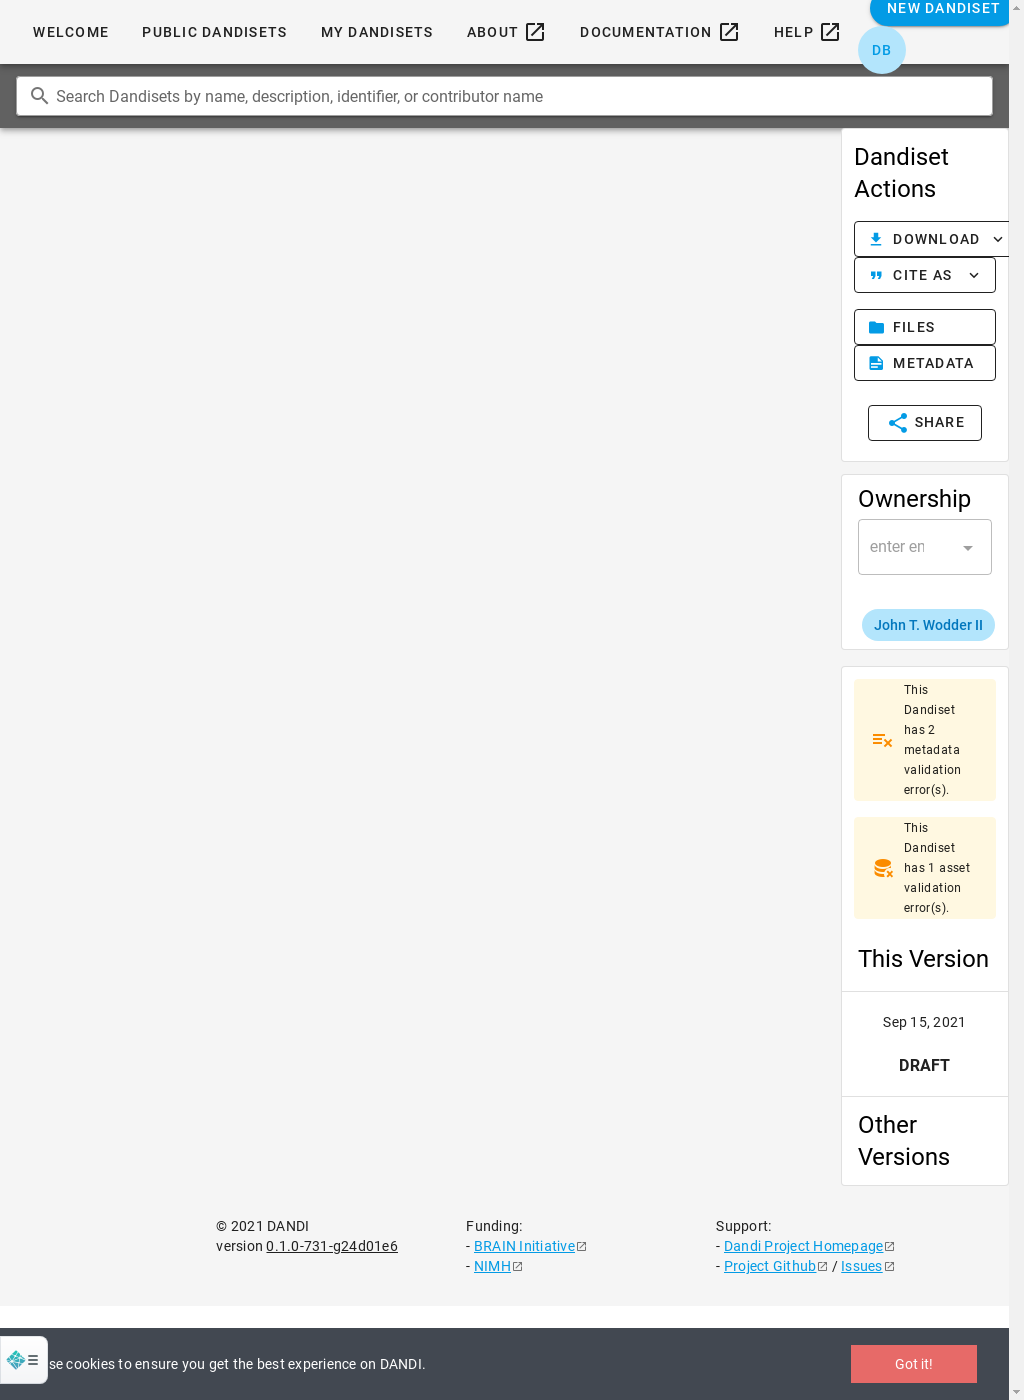 WELCOME PUBLIC DANDISETS MY DANDISETS ABOUT DOCUMENTATION HELP NEW DANDISET
DB
Search Dandisets by name, description, identifier, or contributor name
Dandiset
Actions
DOWNLOAD
CITE AS
FILES
METADATA
SHARE
Ownership
enter en
John T. Wodder II
This
Dandiset
has 2
metadata
validation
error(s).
This
Dandiset
has 1 asset
validation
error(s).
This Version
Sep 15, 2021
DRAFT
Other
Versions
© 2021 DANDI
version 0.1.0-731-g24d01e6
Funding:
- BRAIN Initiative
- NIMH
Support:
- Dandi Project Homepage
- Project Github / Issues
se cookies to ensure you get the best experience on DANDI.
Got it!